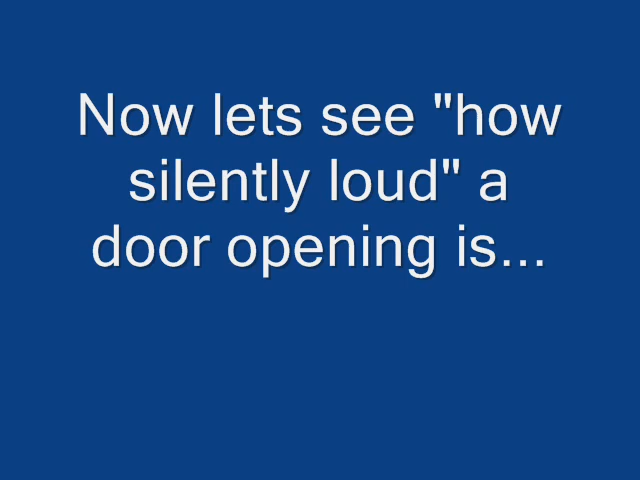 Now lets see "how
silently loud" a
door opening is...